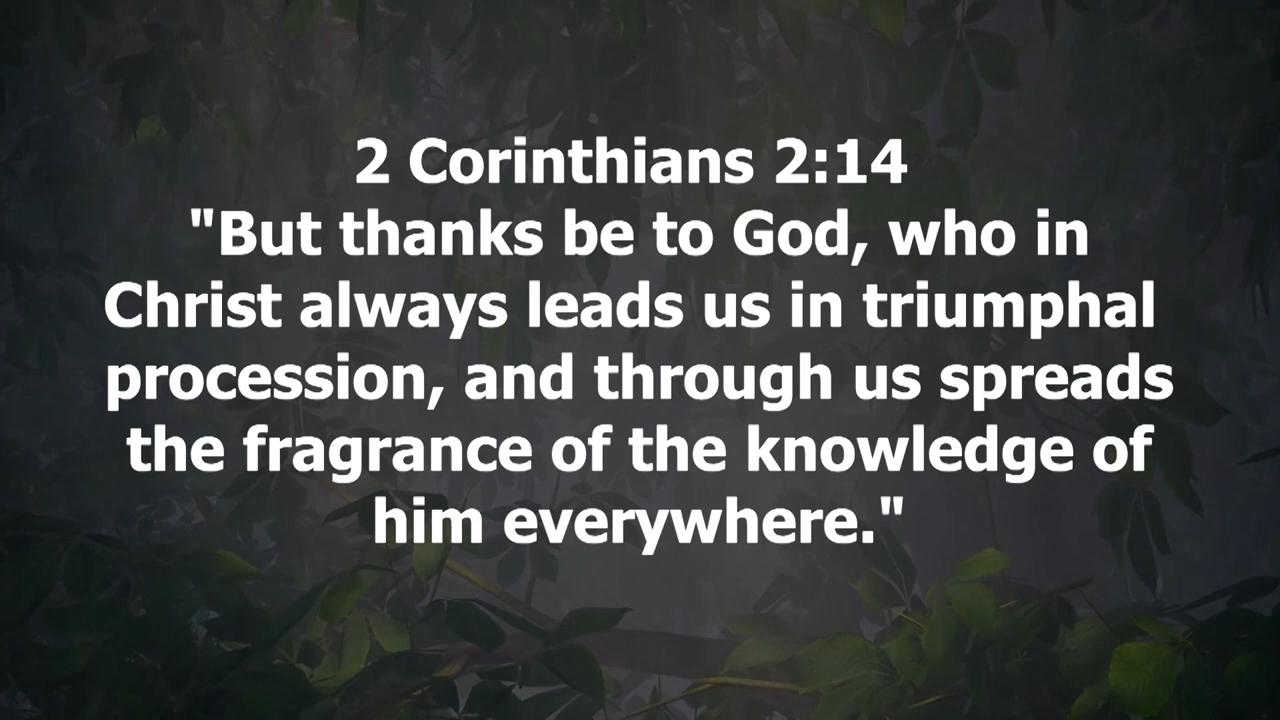 2 Corinthians 2:14
"But thanks be to God, who in
Christ always leads us in triumphal
procession, and through us spreads
the fragrance of the knowledge of
him everywhere."